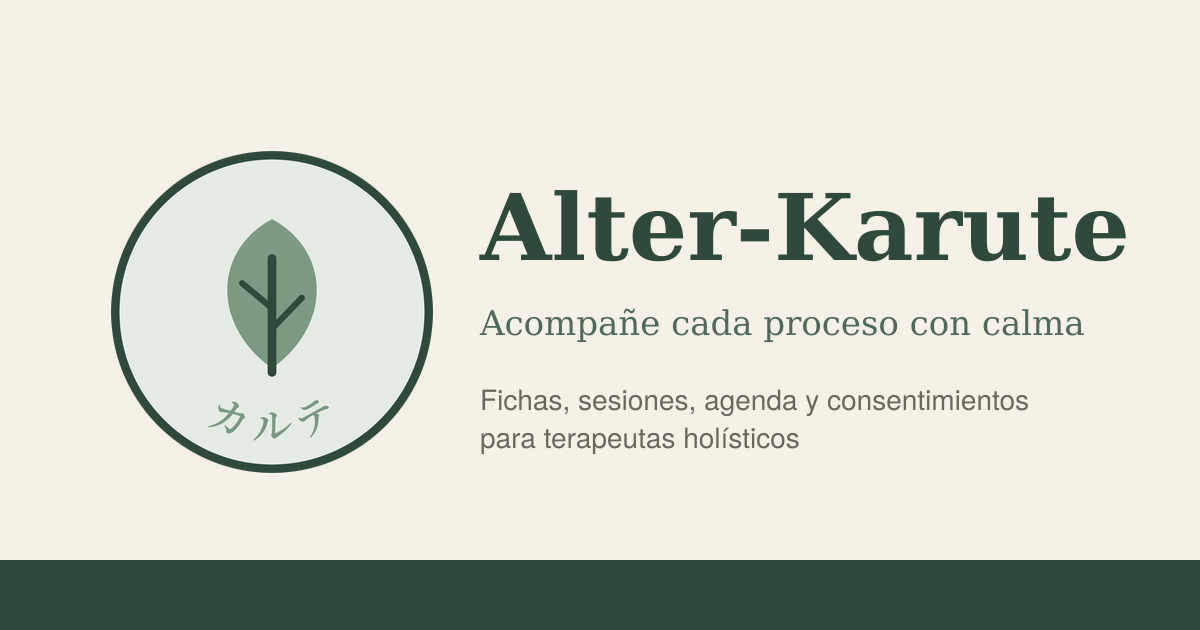 カルテ
Alter-Karute
Acompañe cada proceso con calma
Fichas, sesiones, agenda y consentimientos
para terapeutas holísticos